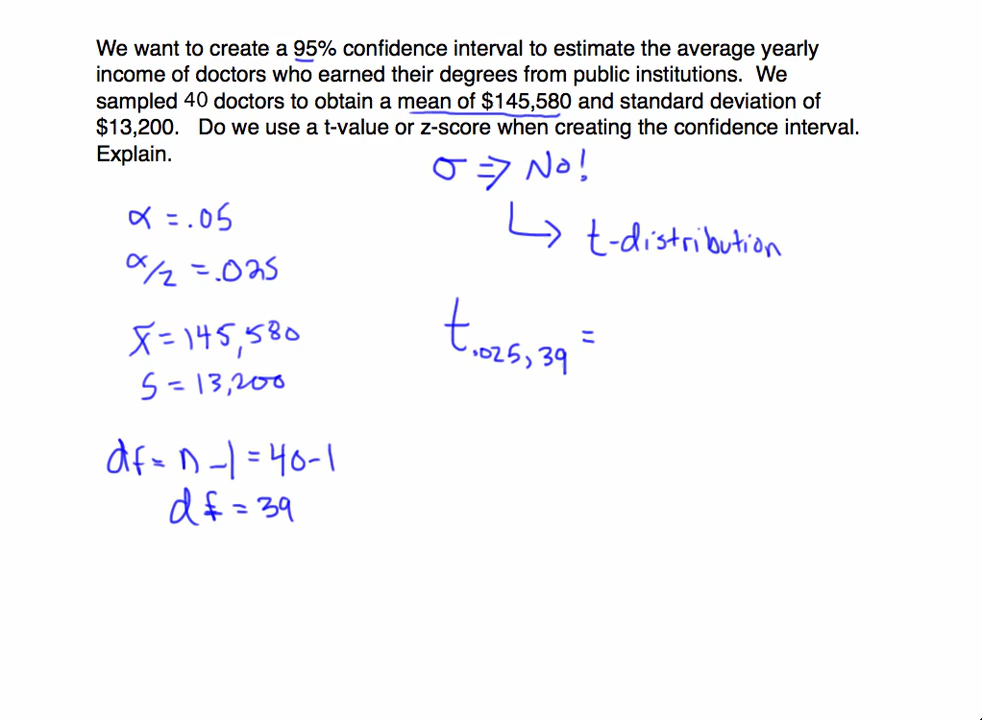 We want to create a 95% confidence interval to estimate the average yearly
income of doctors who earned their degrees from public institutions. We
sampled 40 doctors to obtain a mean of $145,580 and standard deviation of
$13,200. Do we use a t-value or z-score when creating the confidence interval.
Explain.
σ ⇒ No!
↳ t-distribution
α = .05
α/2 = .025
x̄ = 145,580
s = 13,200
t.025, 39 =
df = n - 1 = 40 - 1
df = 39